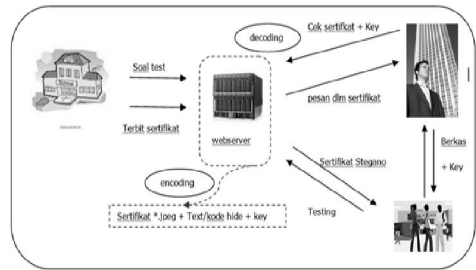 decoding
Cek sertifikat + Key
Soal test
pesan dlm sertifikat
Terbit sertifikat
webserver
Berkas
+ Key
Sertifikat Stegano
encoding
Testing
Sertifikat *.jpeg + Text/kode hide + key